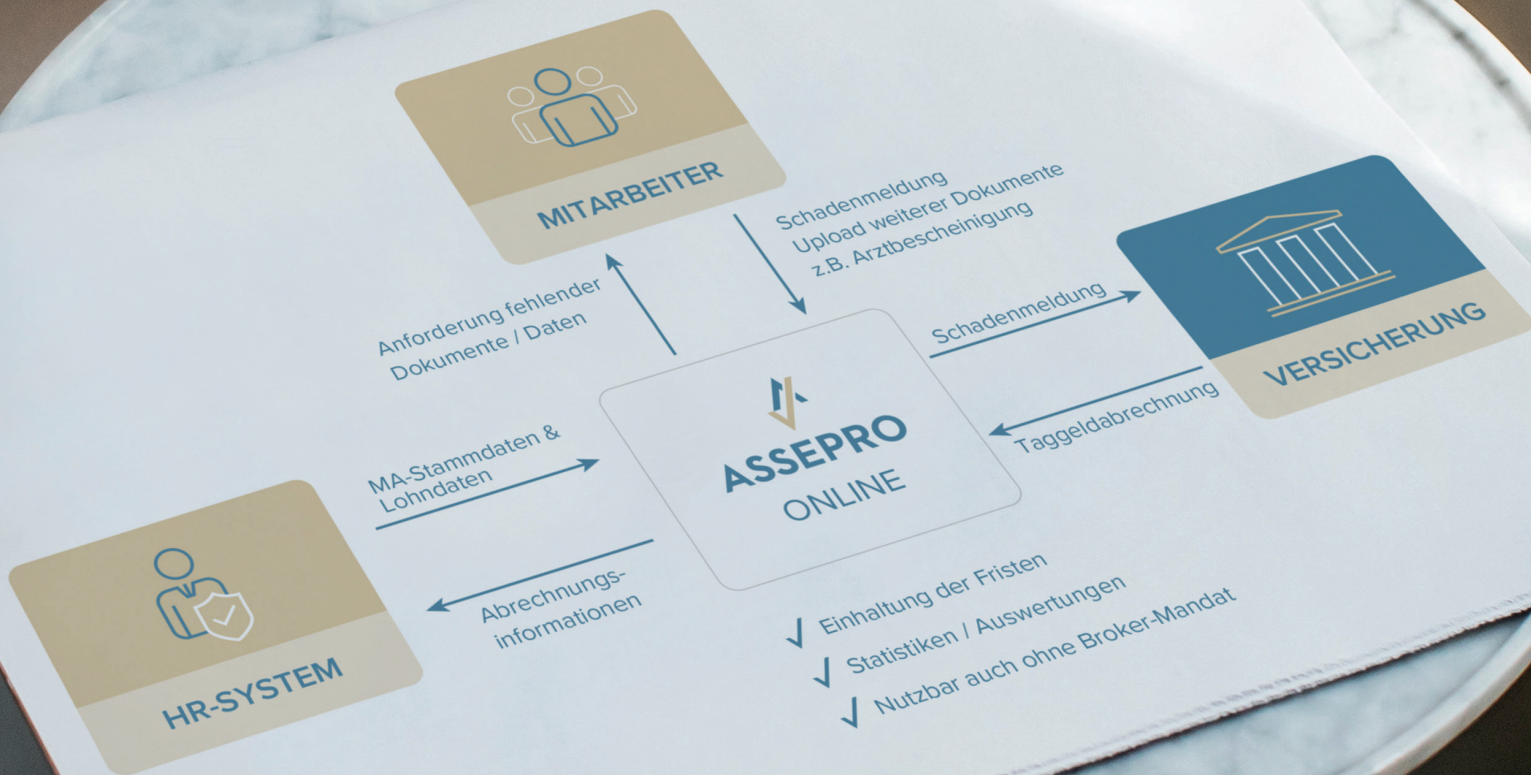 MITARBEITER
Schadenmeldung
Upload weiterer Dokumente
z.B. Arztbescheinigung
Anforderung fehlender
Dokumente / Daten
Schadenmeldung
VERSICHERUNG
Taggeldabrechnung
ASSEPRO
ONLINE
MA-Stammdaten &
Lohndaten
HR-SYSTEM
Abrechnungs-
informationen
Einhaltung der Fristen
Statistiken / Auswertungen
Nutzbar auch ohne Broker-Mandat